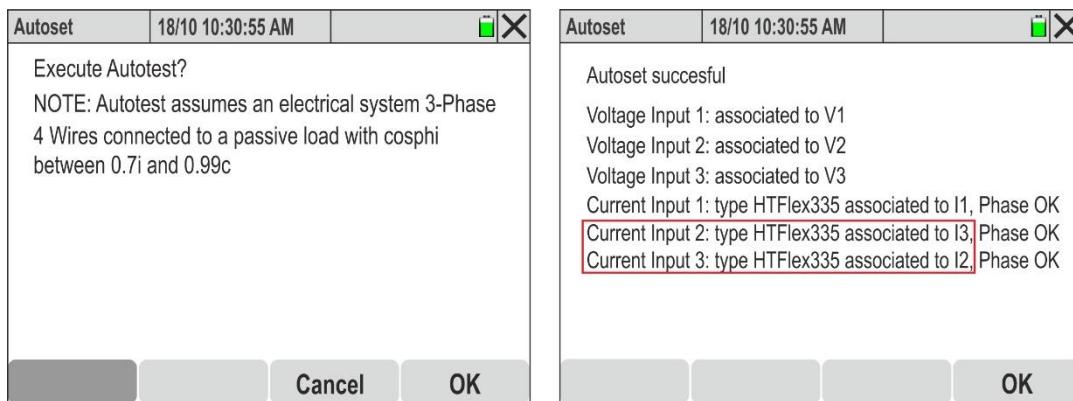 Autoset 18/10 10:30:55 AM
Execute Autotest?
NOTE: Autotest assumes an electrical system 3-Phase
4 Wires connected to a passive load with cosphi
between 0.7i and 0.99c
Cancel OK
Autoset 18/10 10:30:55 AM
Autoset succesful
Voltage Input 1: associated to V1
Voltage Input 2: associated to V2
Voltage Input 3: associated to V3
Current Input 1: type HTFlex335 associated to I1, Phase OK
Current Input 2: type HTFlex335 associated to I3, Phase OK
Current Input 3: type HTFlex335 associated to I2, Phase OK
OK